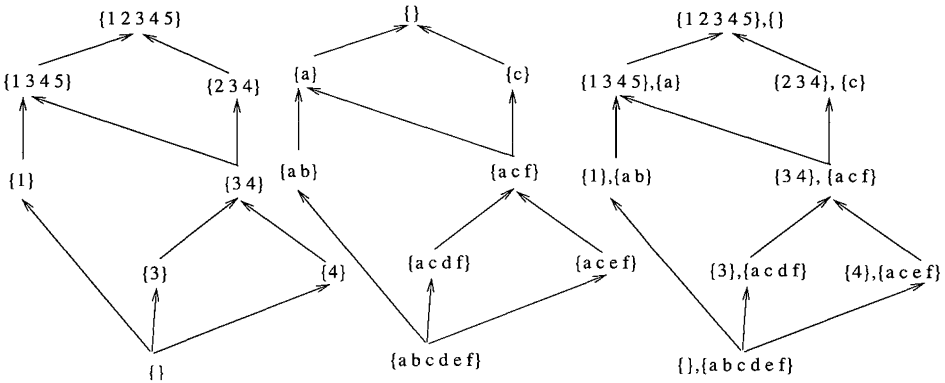 {1 2 3 4 5}
{1 3 4 5}
{2 3 4}
{1}
{3 4}
{3}
{4}
{}
{}
{a}
{c}
{a b}
{a c f}
{a c d f}
{a c e f}
{a b c d e f}
{1 2 3 4 5},{}
{1 3 4 5},{a}
{2 3 4}, {c}
{1},{a b}
{3 4}, {a c f}
{3},{a c d f}
{4},{a c e f}
{},{a b c d e f}